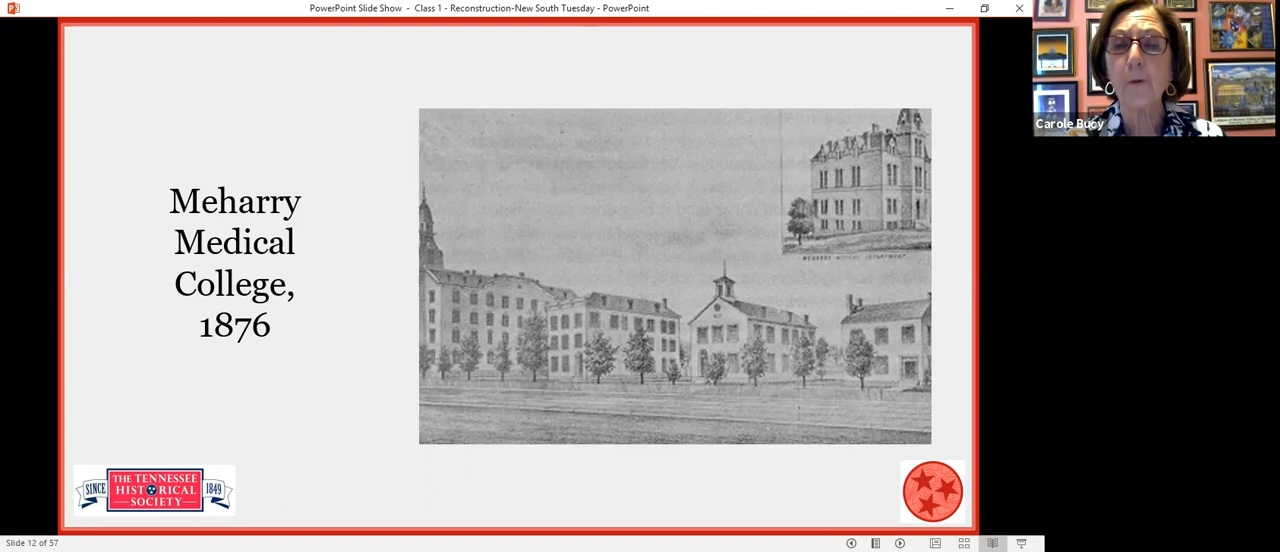 PowerPoint Slide Show - Class 1 - Reconstruction-New South Tuesday - PowerPoint
Carole Bucy
Meharry
Medical
College,
1876
MEHARRY MEDICAL DEPARTMENT
SINCE
THE TENNESSEE
HISTORICAL
SOCIETY
1849
Slide 12 of 57